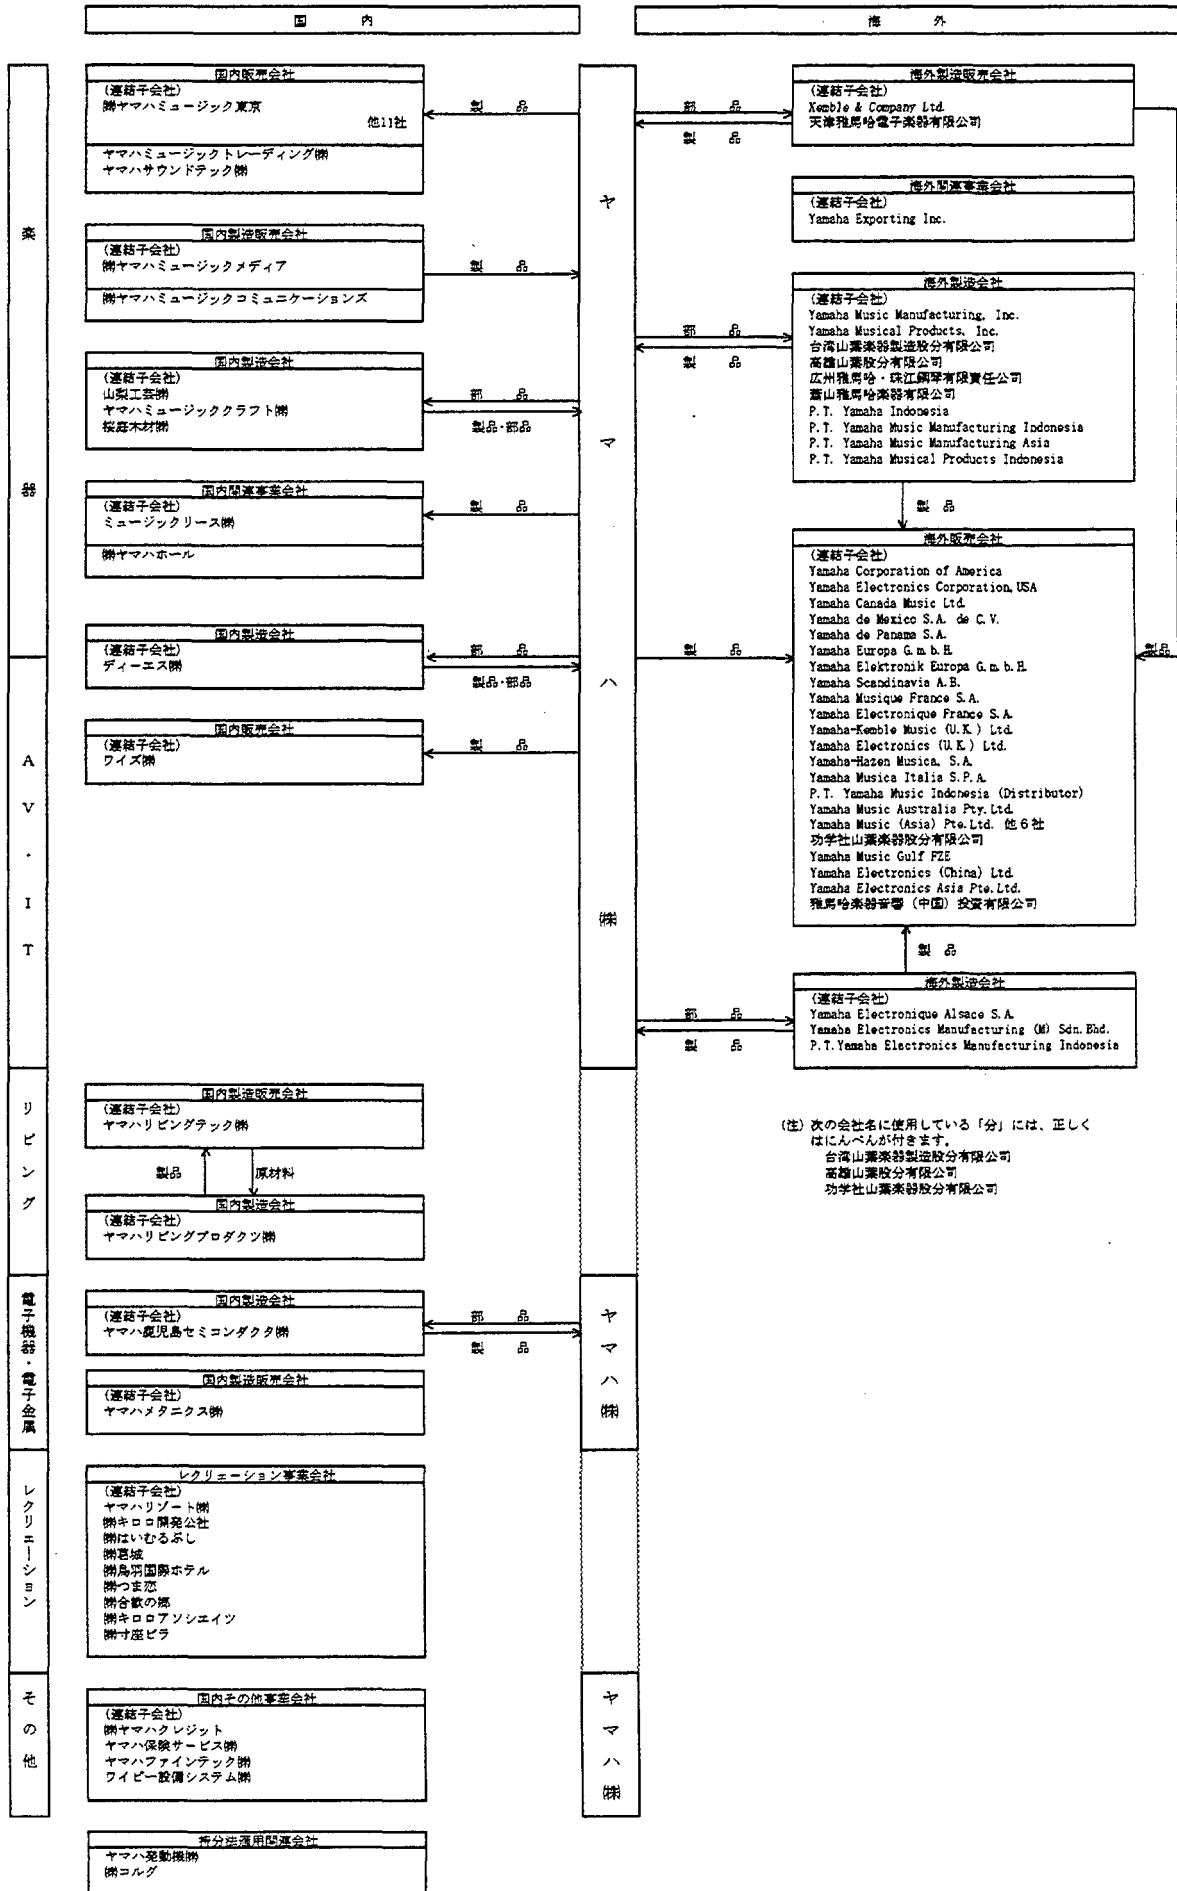 国内
海外
楽器
国内販売会社
(連結子会社)
㈱ヤマハミュージック東京
他11社
ヤマハミュージックトレーディング㈱
ヤマハサウンドテック㈱
製品
国内製造販売会社
(連結子会社)
㈱ヤマハミュージックメディア
㈱ヤマハミュージックコミュニケーションズ
製品
国内製造会社
(連結子会社)
山梨工芸㈱
ヤマハミュージッククラフト㈱
桜庭木材㈱
部品
製品・部品
国内関連事業会社
(連結子会社)
ミュージックリース㈱
㈱ヤマハホール
製品
国内製造会社
(連結子会社)
ディーエス㈱
部品
製品・部品
AV・IT
国内販売会社
(連結子会社)
ワイズ㈱
製品
ヤマハ㈱
海外製造販売会社
(連結子会社)
Kemble & Company Ltd.
天津雅馬哈電子楽器有限公司
部品
製品
海外関連事業会社
(連結子会社)
Yamaha Exporting Inc.
海外製造会社
(連結子会社)
Yamaha Music Manufacturing, Inc.
Yamaha Musical Products, Inc.
台湾山葉楽器製造股分有限公司
高雄山葉股分有限公司
広州雅馬哈・珠江鋼琴有限責任公司
蕭山雅馬哈楽器有限公司
P.T. Yamaha Indonesia
P.T. Yamaha Music Manufacturing Indonesia
P.T. Yamaha Music Manufacturing Asia
P.T. Yamaha Musical Products Indonesia
部品
製品
製品
海外販売会社
(連結子会社)
Yamaha Corporation of America
Yamaha Electronics Corporation, USA
Yamaha Canada Music Ltd.
Yamaha de Mexico S.A. de C.V.
Yamaha de Panama S.A.
Yamaha Europa G.m.b.H.
Yamaha Elektronik Europa G.m.b.H.
Yamaha Scandinavia A.B.
Yamaha Musique France S.A.
Yamaha Electronique France S.A.
Yamaha-Kemble Music (U.K.) Ltd.
Yamaha Electronics (U.K.) Ltd.
Yamaha-Hazen Musica, S.A.
Yamaha Musica Italia S.P.A.
P.T. Yamaha Music Indonesia (Distributor)
Yamaha Music Australia Pty.Ltd.
Yamaha Music (Asia) Pte.Ltd. 他6社
功学社山葉楽器股分有限公司
Yamaha Music Gulf FZE
Yamaha Electronics (China) Ltd.
Yamaha Electronics Asia Pte.Ltd.
雅馬哈楽器音響(中国)投資有限公司
製品
製品
製品
海外製造会社
(連結子会社)
Yamaha Electronique Alsace S.A.
Yamaha Electronics Manufacturing (M) Sdn.Bhd.
P.T.Yamaha Electronics Manufacturing Indonesia
部品
製品
(注) 次の会社名に使用している「分」には、正しく
はにんべんが付きます。
台湾山葉楽器製造股分有限公司
高雄山葉股分有限公司
功学社山葉楽器股分有限公司
リビング
国内製造販売会社
(連結子会社)
ヤマハリビングテック㈱
製品
原材料
国内製造会社
(連結子会社)
ヤマハリビングプロダクツ㈱
電子機器・電子金属
国内製造会社
(連結子会社)
ヤマハ鹿児島セミコンダクタ㈱
部品
製品
ヤマハ㈱
国内製造販売会社
(連結子会社)
ヤマハメタニクス㈱
レクリエーション
レクリェーション事業会社
(連結子会社)
ヤマハリゾート㈱
㈱キロロ開発公社
㈱はいむるぶし
㈱葛城
㈱鳥羽国際ホテル
㈱つま恋
㈱合歓の郷
㈱キロロアソシエイツ
㈱寸座ビラ
その他
国内その他事業会社
(連結子会社)
㈱ヤマハクレジット
ヤマハ保険サービス㈱
ヤマハファインテック㈱
ワイピー設備システム㈱
ヤマハ㈱
持分法適用関連会社
ヤマハ発動機㈱
㈱コルグ